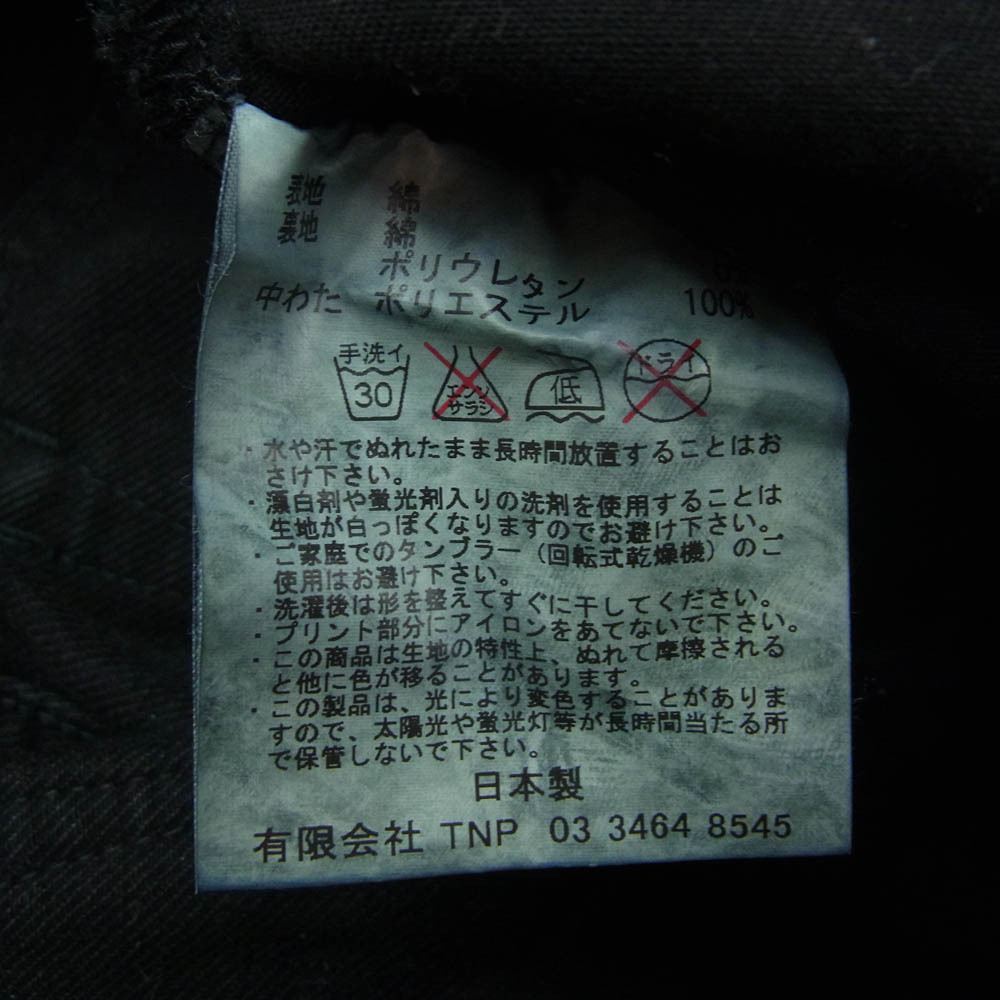 表地 綿
裏地 綿
ポリウレタン
中わた ポリエステル 100%
手洗イ
30
エンソ
サラシ
低
ドライ
・水や汗でぬれたまま長時間放置することはお
さけ下さい。
・漂白剤や蛍光剤入りの洗剤を使用することは
生地が白っぽくなりますのでお避け下さい。
・ご家庭でのタンブラー（回転式乾燥機）のご
使用はお避け下さい。
・洗濯後は形を整えてすぐに干してください。
・プリント部分にアイロンをあてないで下さい。
・この商品は生地の特性上、ぬれて摩擦される
と他に色が移ることがあります。
・この製品は、光により変色することがありま
すので、太陽光や蛍光灯等が長時間当たる所
で保管しないで下さい。
日本製
有限会社 TNP 03 3464 8545